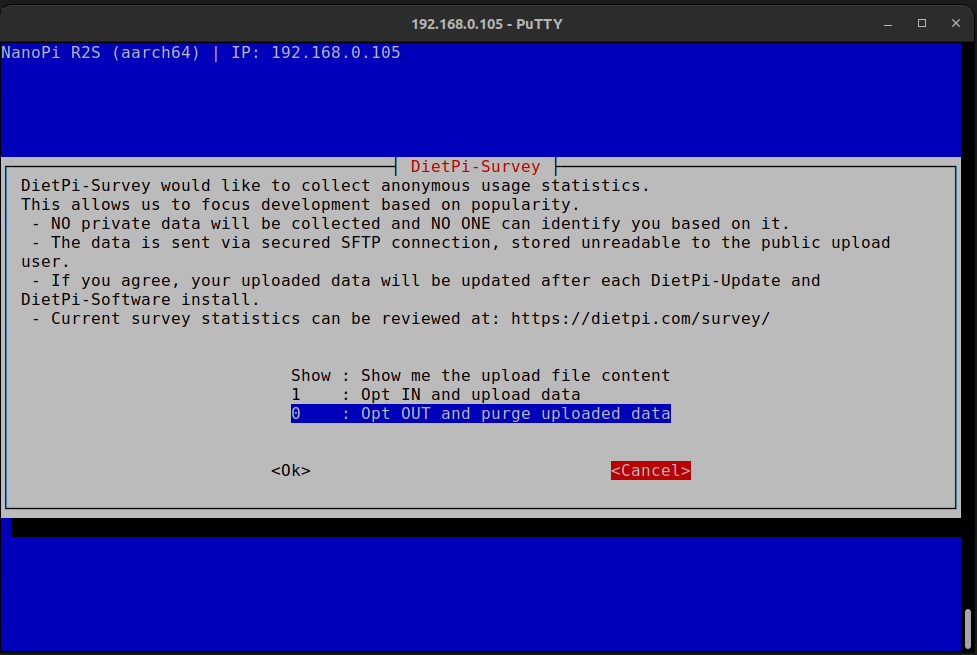 192.168.0.105 - PuTTY
NanoPi R2S (aarch64) | IP: 192.168.0.105
DietPi-Survey
DietPi-Survey would like to collect anonymous usage statistics.
This allows us to focus development based on popularity.
- NO private data will be collected and NO ONE can identify you based on it.
- The data is sent via secured SFTP connection, stored unreadable to the public upload
user.
- If you agree, your uploaded data will be updated after each DietPi-Update and
DietPi-Software install.
- Current survey statistics can be reviewed at: https://dietpi.com/survey/
Show : Show me the upload file content
1    : Opt IN and upload data
0    : Opt OUT and purge uploaded data
<Ok> <Cancel>